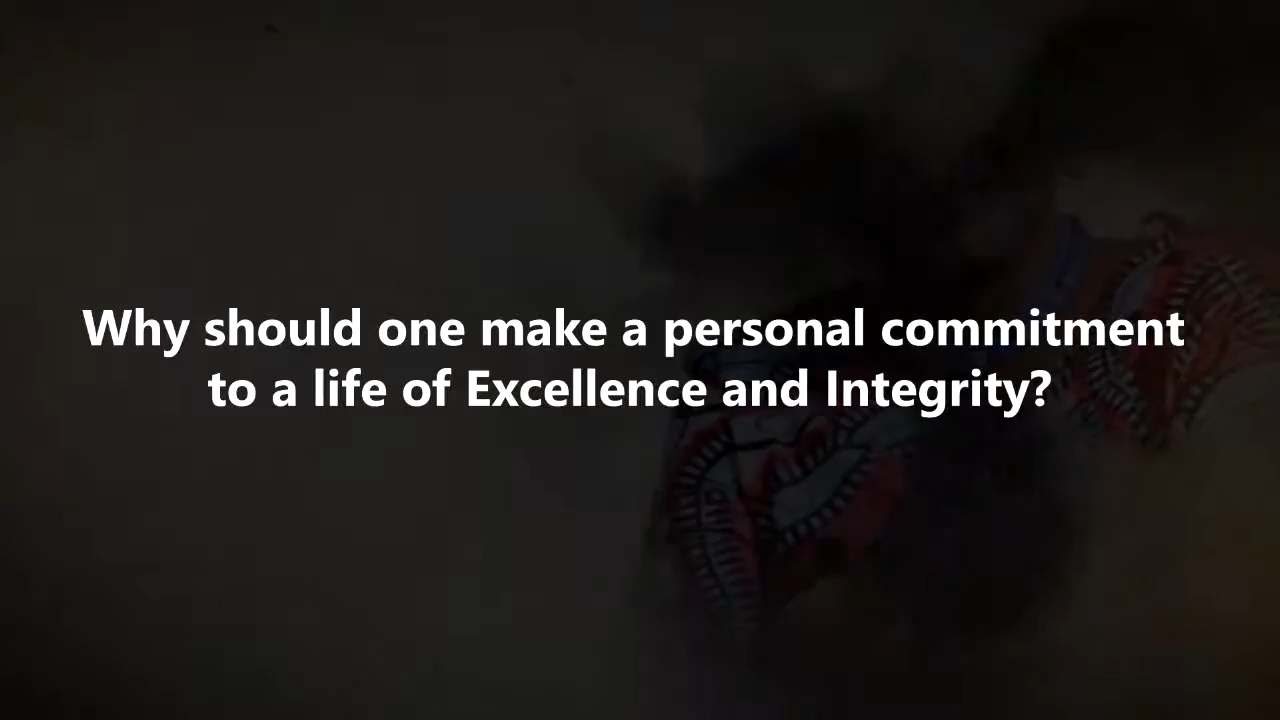 Why should one make a personal commitment
to a life of Excellence and Integrity?